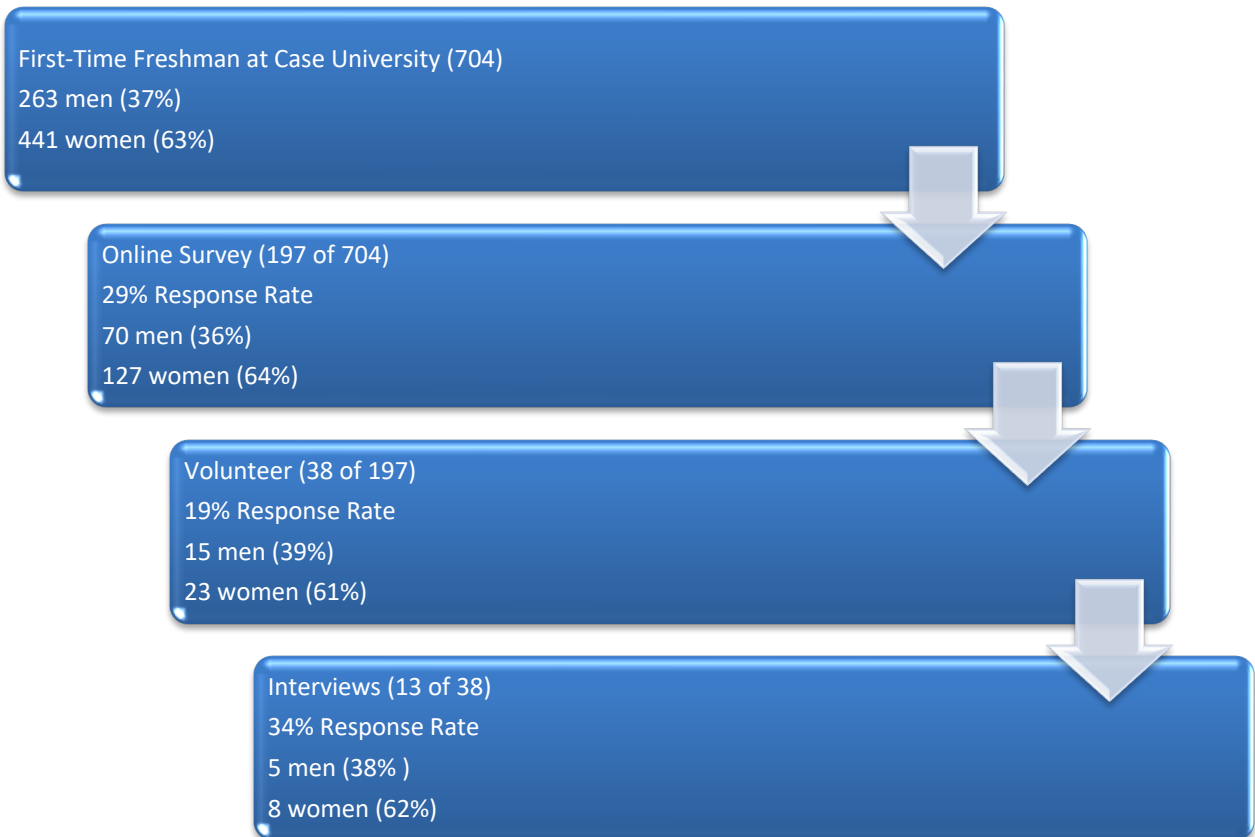 First-Time Freshman at Case University (704)
263 men (37%)
441 women (63%)
Online Survey (197 of 704)
29% Response Rate
70 men (36%)
127 women (64%)
Volunteer (38 of 197)
19% Response Rate
15 men (39%)
23 women (61%)
Interviews (13 of 38)
34% Response Rate
5 men (38% )
8 women (62%)